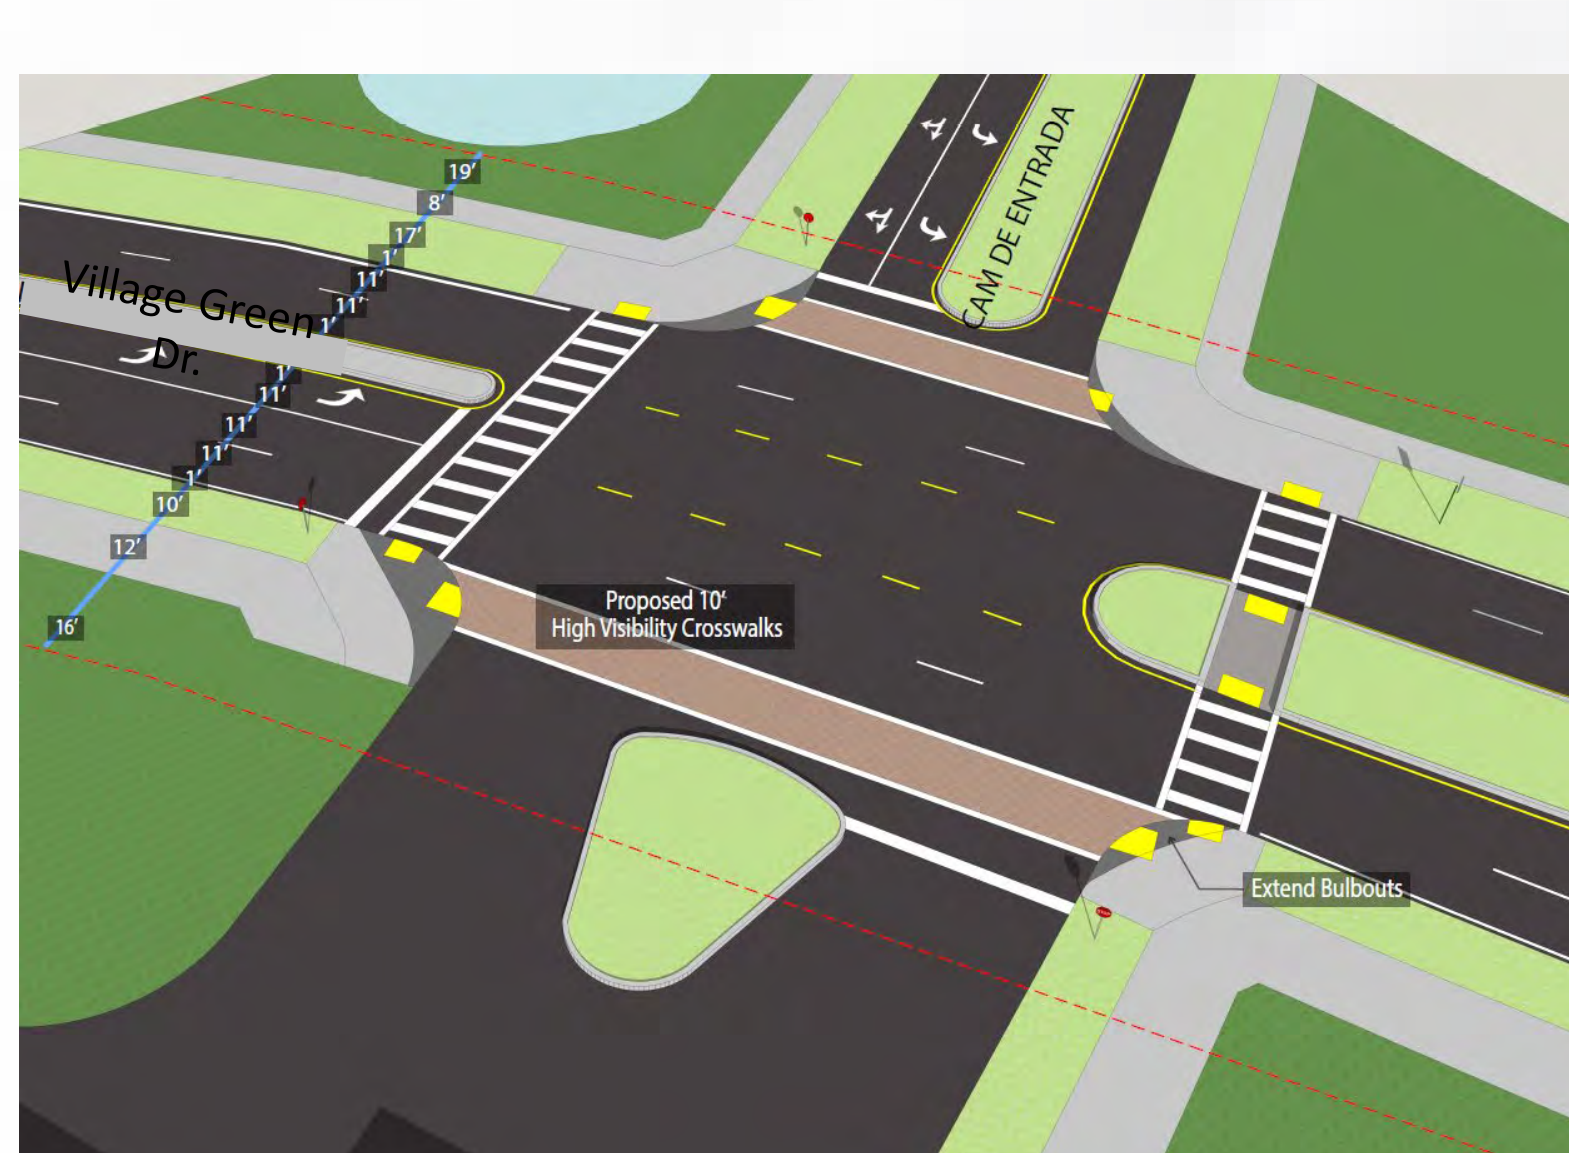 19’
8’
17’
1’
11’
11’
1’
Village Green
Dr.
CAM DE ENTRADA
1’
11’
11’
11’
1’
10’
12’
16’
Proposed 10’
High Visibility Crosswalks
Extend Bulbouts